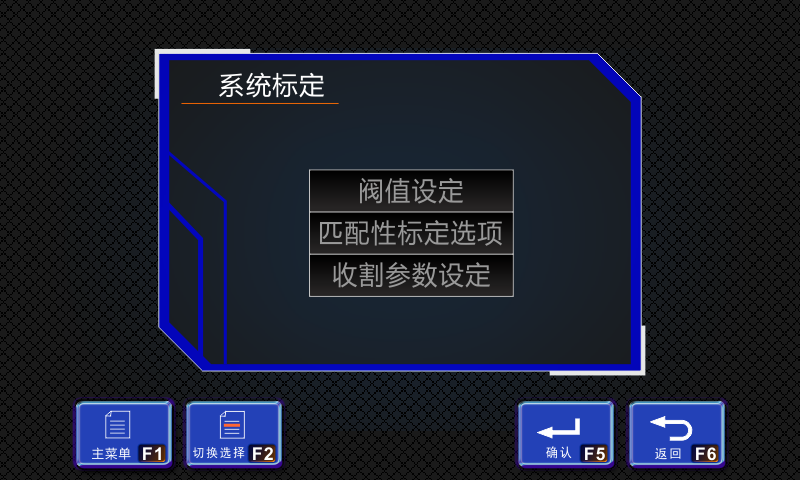 系统标定
阀值设定
匹配性标定选项
收割参数设定
主菜单 F1
切换选择 F2
确认 F5
返回 F6